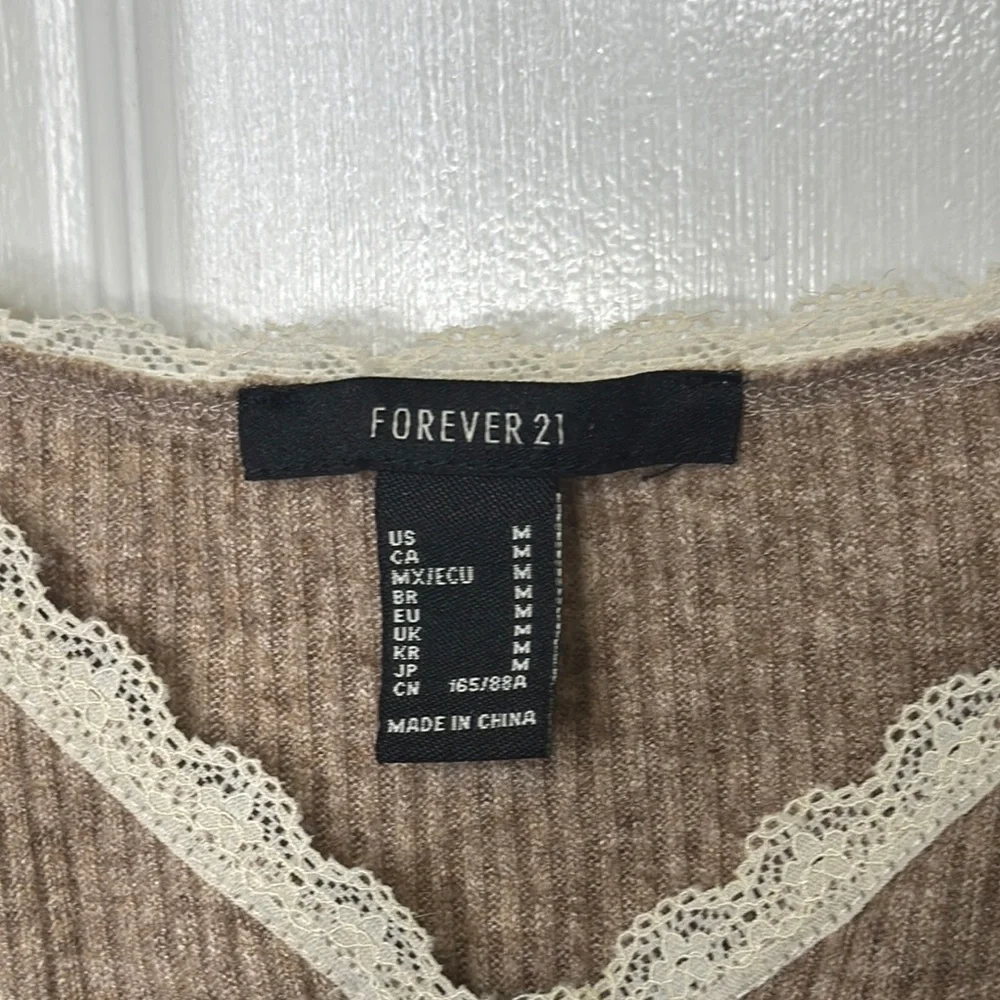 FOREVER 21
US M
CA M
MX/ECU M
BR M
EU M
UK M
KR M
JP M
CN 165/88A
MADE IN CHINA